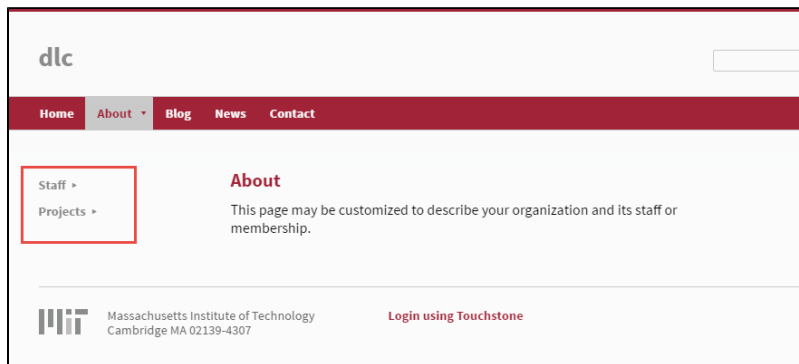 dlc
Home About Blog News Contact
Staff
Projects
About
This page may be customized to describe your organization and its staff or
membership.
Massachusetts Institute of Technology
Cambridge MA 02139-4307
Login using Touchstone